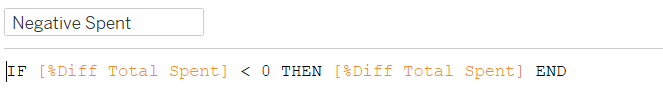 Negative Spent
IF [%Diff Total Spent] < 0 THEN [%Diff Total Spent] END